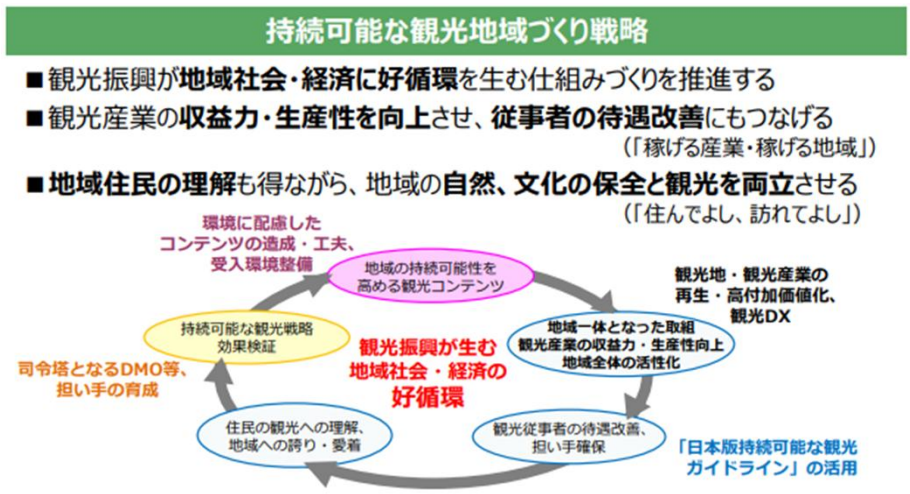 持続可能な観光地域づくり戦略
■観光振興が地域社会・経済に好循環を生む仕組みづくりを推進する
■観光産業の収益力・生産性を向上させ、従事者の待遇改善にもつなげる
(「稼げる産業・稼げる地域」)
■地域住民の理解も得ながら、地域の自然、文化の保全と観光を両立させる
(「住んでよし、訪れてよし」)
環境に配慮した
コンテンツの造成・工夫、
受入環境整備
地域の持続可能性を
高める観光コンテンツ
観光地・観光産業の
再生・高付加価値化、
観光DX
地域一体となった取組
観光産業の収益力・生産性向上
地域全体の活性化
持続可能な観光戦略
効果検証
観光振興が生む
地域社会・経済の
好循環
司令塔となるDMO等、
担い手の育成
住民の観光への理解、
地域への誇り・愛着
観光従事者の待遇改善、
担い手確保
「日本版持続可能な観光
ガイドライン」の活用